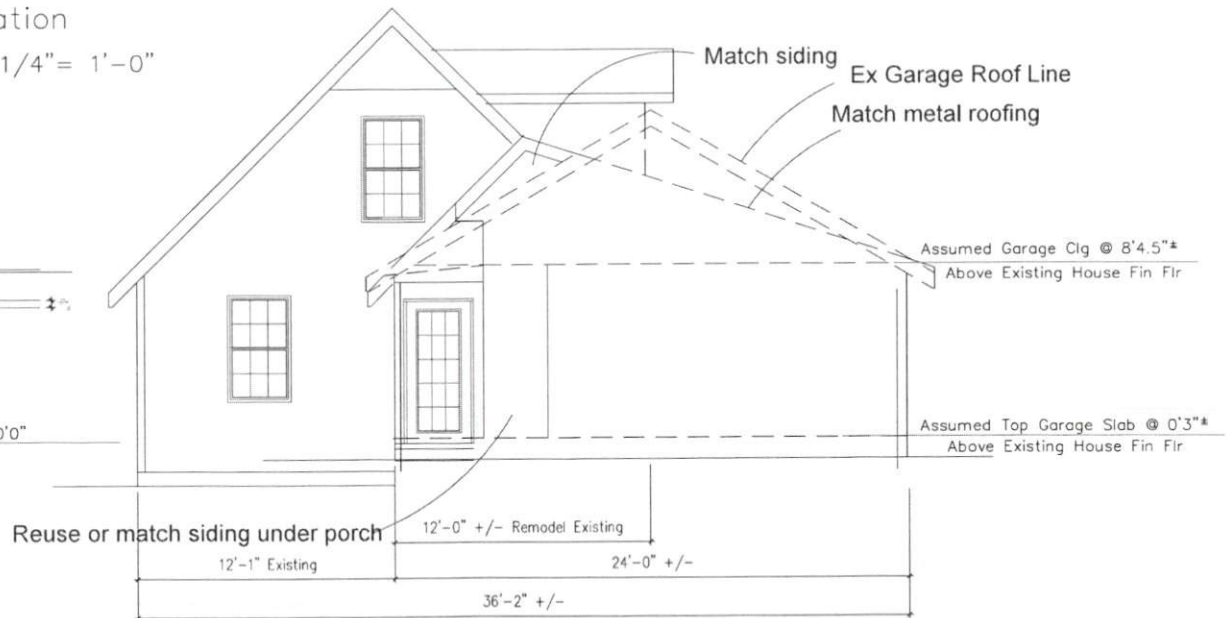 ation
1/4"= 1'-0"
Match siding
Ex Garage Roof Line
Match metal roofing
Assumed Garage Clg @ 8'4.5"±
Above Existing House Fin Flr
0'0"
Assumed Top Garage Slab @ 0'3"±
Above Existing House Fin Flr
Reuse or match siding under porch
12'-0" +/- Remodel Existing
12'-1" Existing
24'-0" +/-
36'-2" +/-